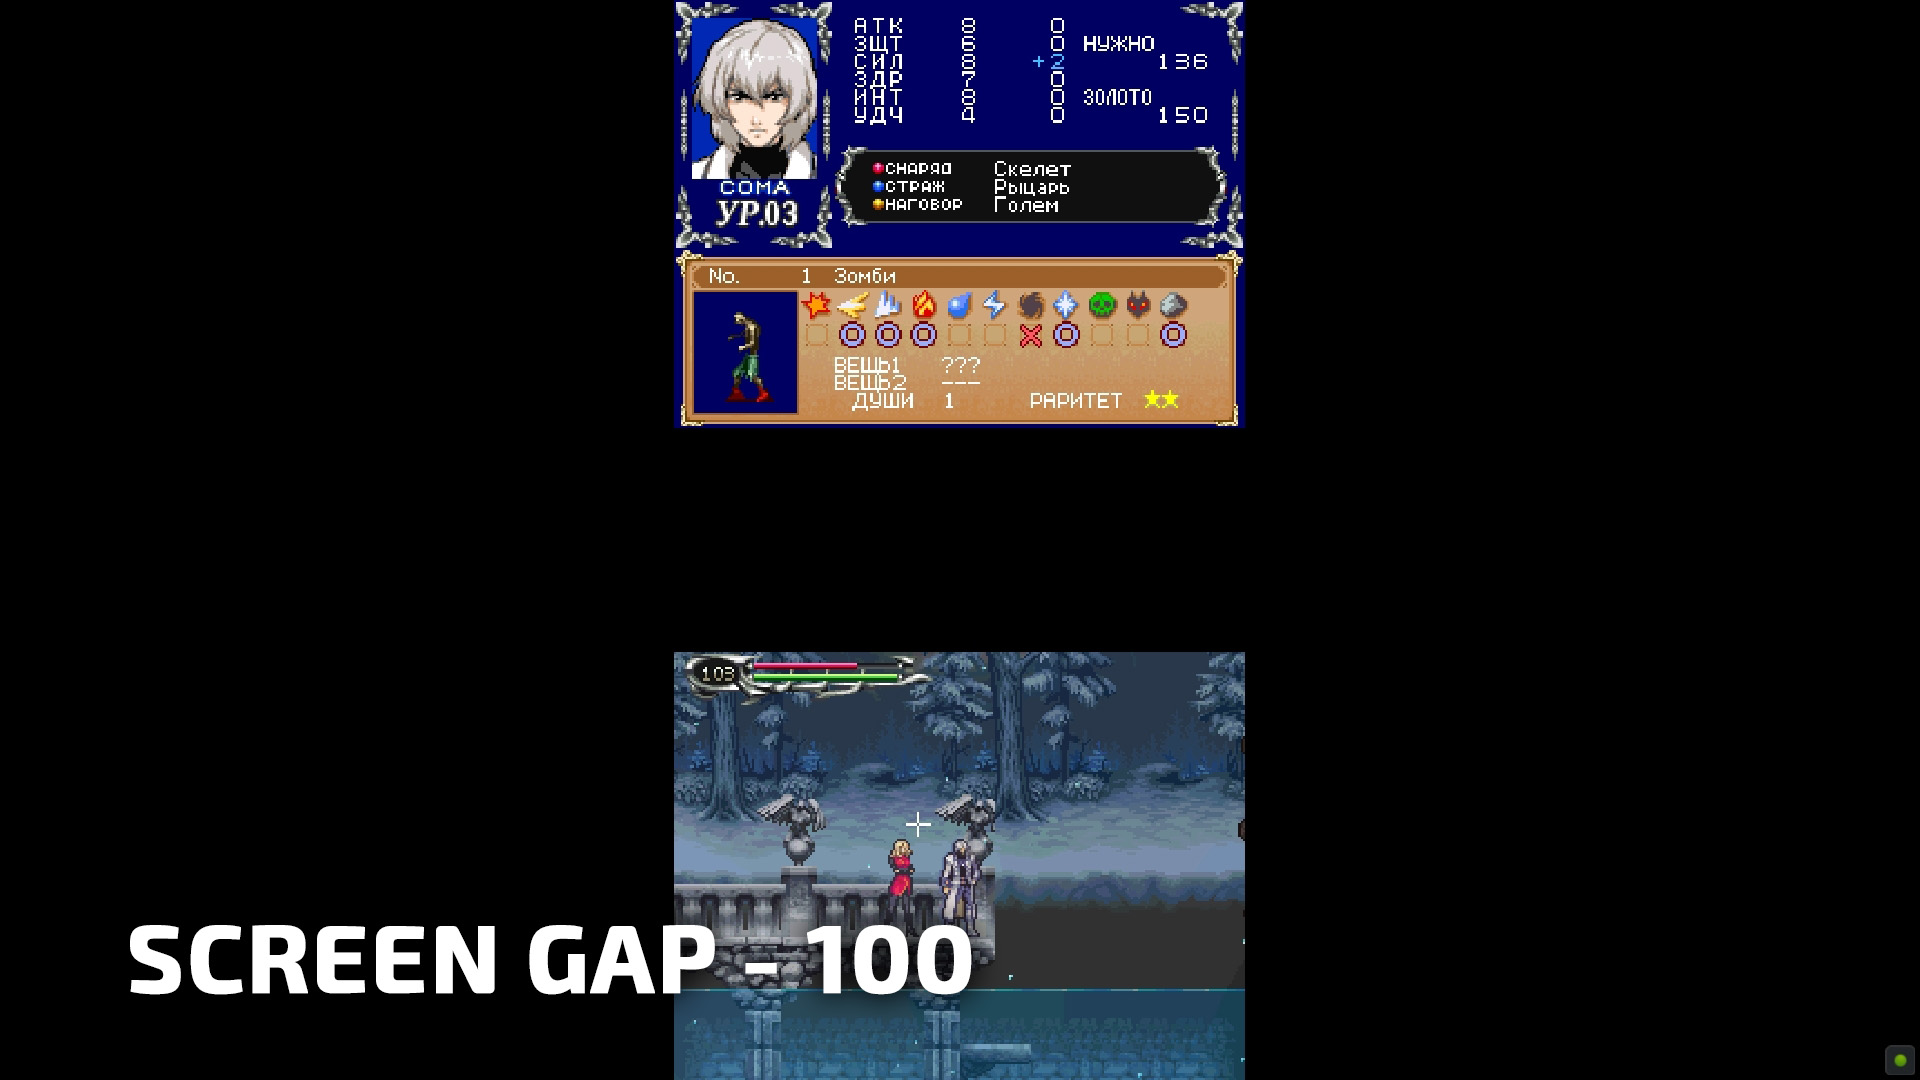 АТК 8 0
ЗЩТ 6 0 НУЖНО
СИЛ 8 +2 136
ЗДР 7 0
ИНТ 8 0 ЗОЛОТО
УДЧ 4 0 150
СНАРЯД Скелет
СТРАЖ Рыцарь
НАГОВОР Голем
СОМА
УР.03
No. 1 Зомби
ВЕЩЬ1 ???
ВЕЩЬ2 ---
ДУШИ 1 РАРИТЕТ
103
SCREEN GAP - 100